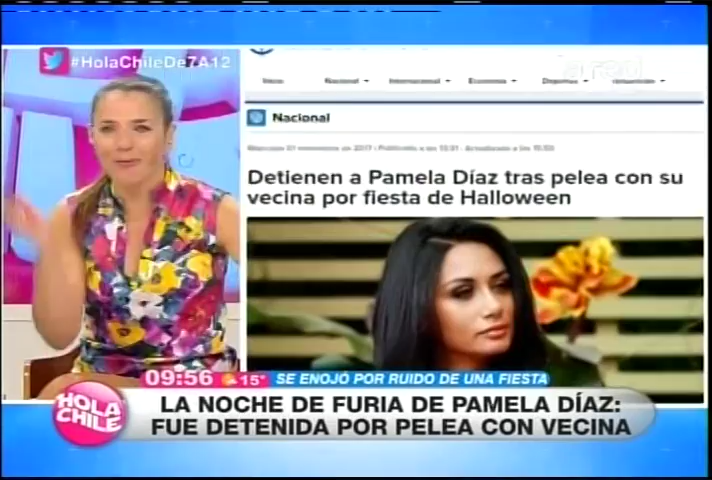 #HolaChileDe7A12
Inicio Nacional Internacional Economía Deportes
Nacional
Detienen a Pamela Díaz tras pelea con su
vecina por fiesta de Halloween
09:56 15°
SE ENOJÓ POR RUIDO DE UNA FIESTA
HOLA
CHILE
LA NOCHE DE FURIA DE PAMELA DÍAZ:
FUE DETENIDA POR PELEA CON VECINA